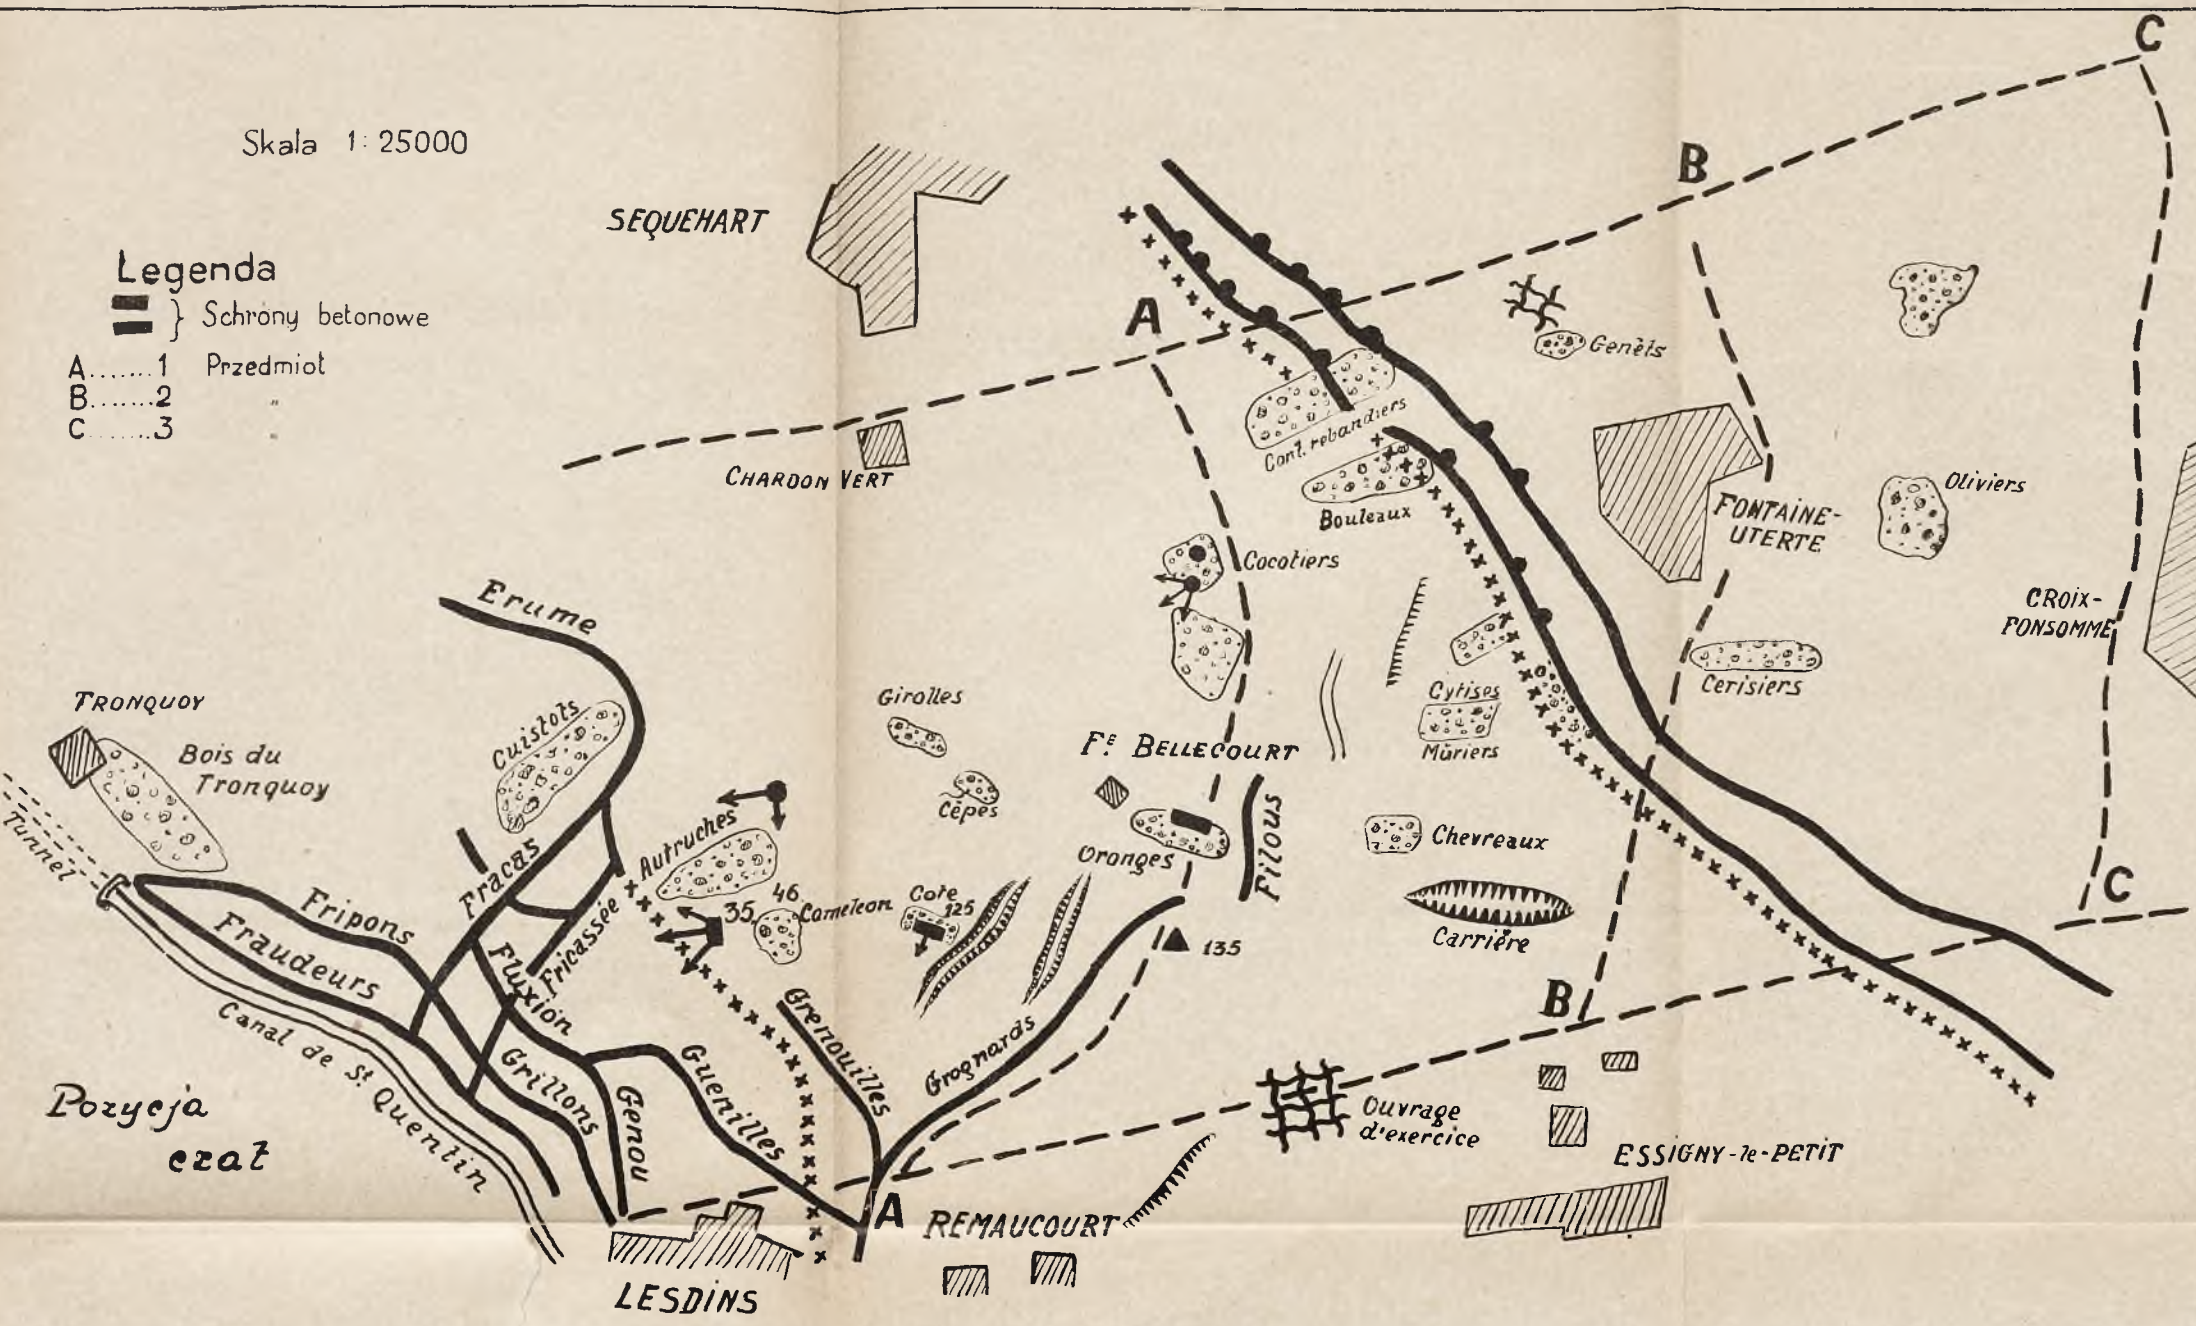 C
Skala 1:25000
B
SEQUEHART
Legenda
Schróny betonowe
A.......1 Przedmiot
B.......2 "
C.......3 "
A
Genêts
Cont. rebandiers
CHARDON VERT
Bouleaux
Oliviers
FONTAINE-
UTERTE
Cocotiers
Erume
CROIX-
FONSOMME
Cerisiers
TRONQUOY
Bois du
Tronquoy
Cuistots
Girolles
Cytises
Mûriers
Fᴱ BELLECOURT
Cèpes
Tunnel
Autruches
Oronges
Filous
Chevreaux
Fracas
Fripons
Fraudeurs
46
35
Cameleon
Cote
125
Carrière
135
C
Fluxion
Fricassée
Grenouilles
B
Canal de Sᵗ Quentin
Grillons
Genou
Guenilles
Grognards
Pozycja
czat
Ouvrage
d'exercice
ESSIGNY-le-PETIT
A
REMAUCOURT
LESDINS